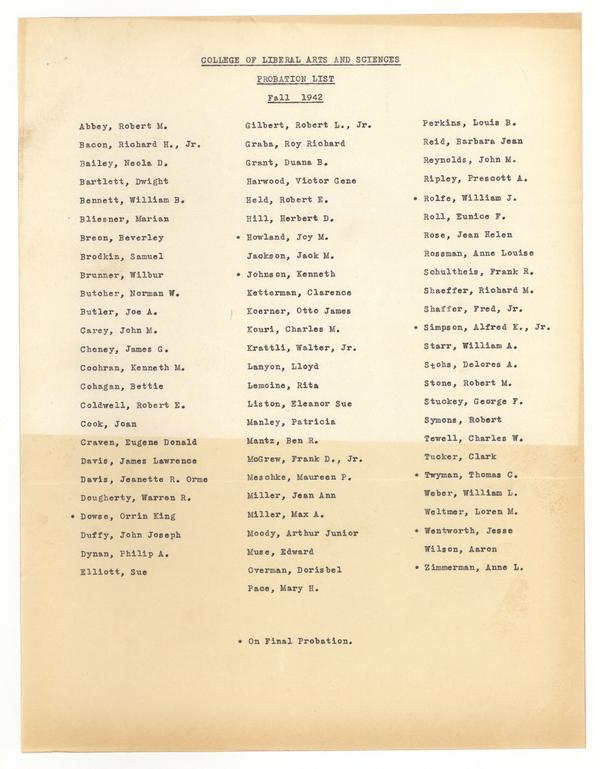 COLLEGE OF LIBERAL ARTS AND SCIENCES
PROBATION LIST
Fall 1942
Abbey, Robert M.
Bacon, Richard H., Jr.
Bailey, Neola D.
Bartlett, Dwight
Bennett, William B.
Bliesner, Marian
Breon, Beverley
Brodkin, Samuel
Brunner, Wilbur
Butcher, Norman W.
Butler, Joe A.
Carey, John M.
Cheney, James G.
Cochran, Kenneth M.
Cohagan, Bettie
Coldwell, Robert E.
Cook, Joan
Craven, Eugene Donald
Davis, James Lawrence
Davis, Jeanette R. Orme
Dougherty, Warren R.
* Dowse, Orrin King
Duffy, John Joseph
Dynan, Philip A.
Elliott, Sue
Gilbert, Robert L., Jr.
Graba, Roy Richard
Grant, Duana B.
Harwood, Victor Gene
Held, Robert E.
Hill, Herbert D.
* Howland, Joy M.
Jackson, Jack M.
* Johnson, Kenneth
Ketterman, Clarence
Koerner, Otto James
Kouri, Charles M.
Krattli, Walter, Jr.
Lanyon, Lloyd
Lemoine, Rita
Liston, Eleanor Sue
Manley, Patricia
Mantz, Ben R.
McGrew, Frank D., Jr.
Meschke, Maureen P.
Miller, Jean Ann
Miller, Max A.
Moody, Arthur Junior
Muse, Edward
Overman, Dorisbel
Pace, Mary H.
Perkins, Louis B.
Reid, Barbara Jean
Reynolds, John M.
Ripley, Prescott A.
* Rolfe, William J.
Roll, Eunice F.
Rose, Jean Helen
Rossman, Anne Louise
Schultheis, Frank R.
Shaeffer, Richard M.
Shaffer, Fred, Jr.
* Simpson, Alfred K., Jr.
Starr, William A.
Stohs, Delores A.
Stone, Robert M.
Stuckey, George F.
Symons, Robert
Tewell, Charles W.
Tucker, Clark
* Twyman, Thomas C.
Weber, William L.
Weltmer, Loren M.
* Wentworth, Jesse
Wilson, Aaron
* Zimmerman, Anne L.
* On Final Probation.